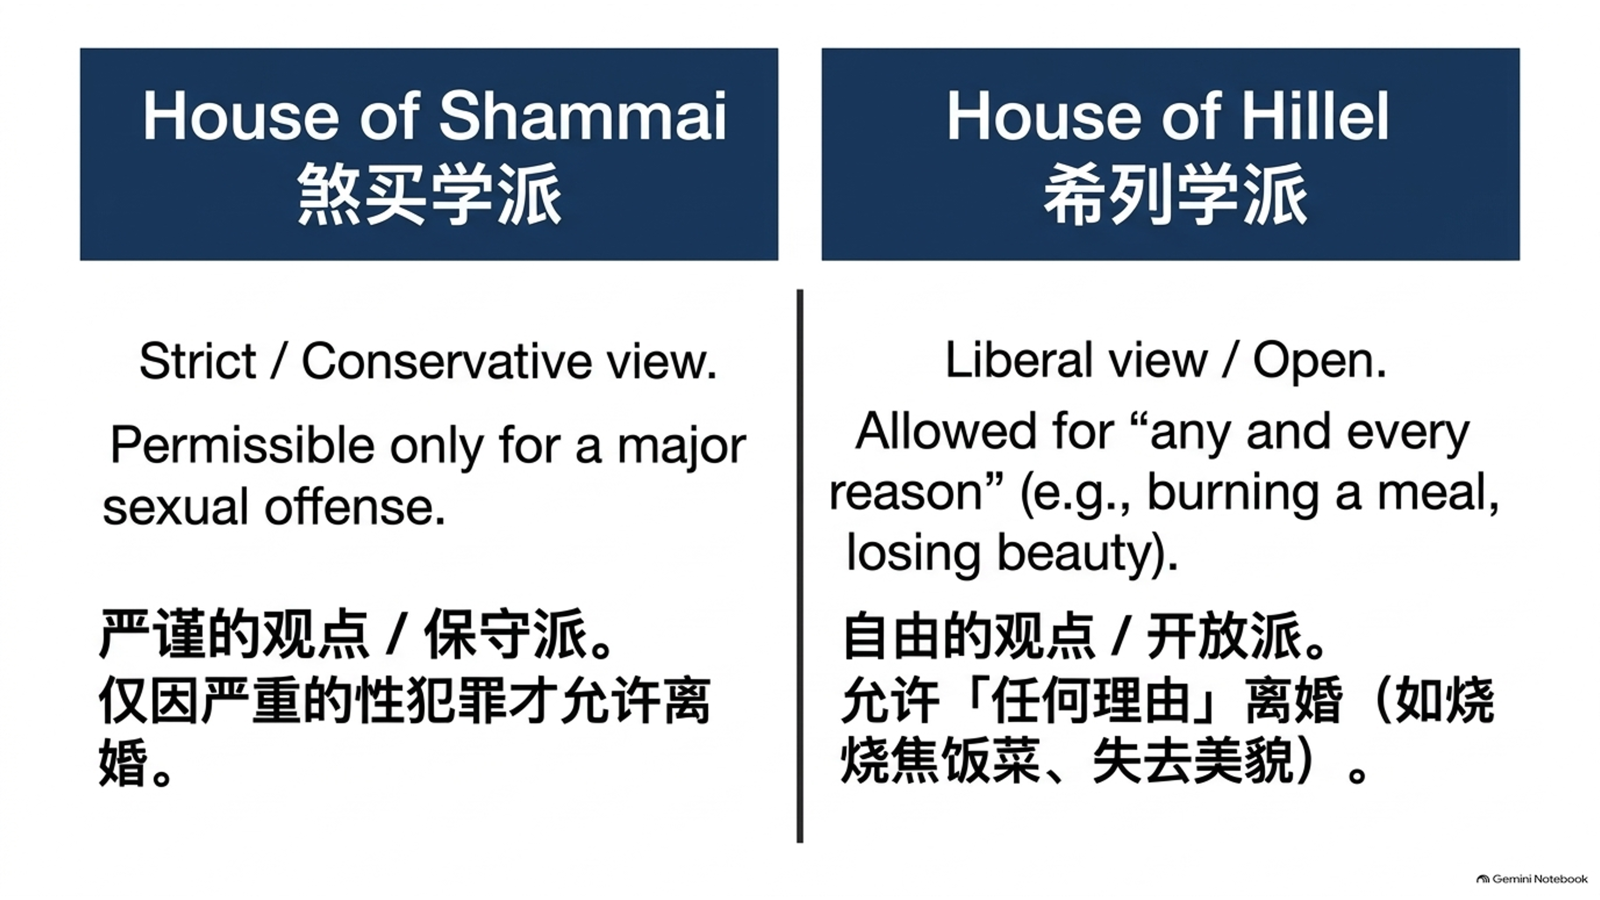 House of Shammai
煞买学派
Strict / Conservative view.
Permissible only for a major
sexual offense.
严谨的观点 / 保守派。
仅因严重的性犯罪才允许离
婚。
House of Hillel
希列学派
Liberal view / Open.
Allowed for “any and every
reason” (e.g., burning a meal,
losing beauty).
自由的观点 / 开放派。
允许「任何理由」离婚（如烧
烧焦饭菜、失去美貌）。
Gemini Notebook